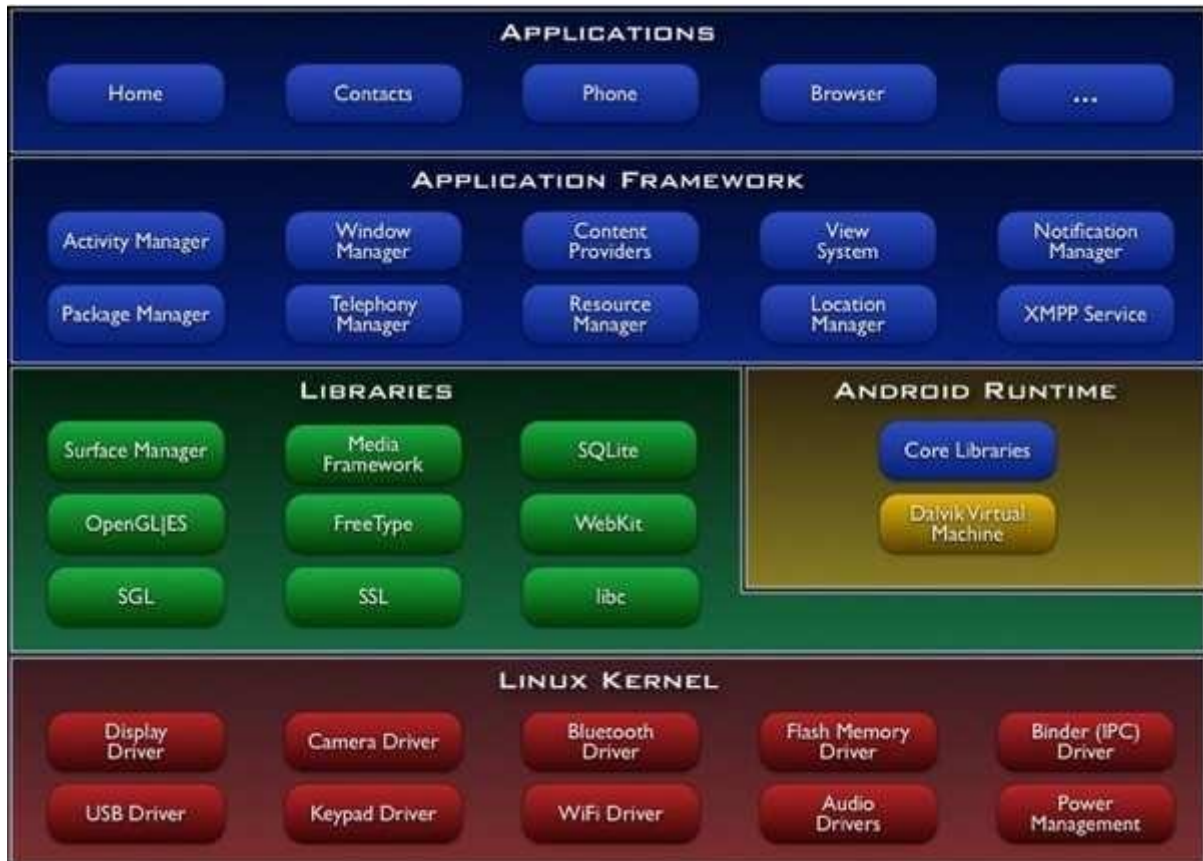 APPLICATIONS
Home
Contacts
Phone
Browser
...
APPLICATION FRAMEWORK
Activity Manager
Window
Manager
Content
Providers
View
System
Notification
Manager
Package Manager
Telephony
Manager
Resource
Manager
Location
Manager
XMPP Service
LIBRARIES
Surface Manager
Media
Framework
SQLite
OpenGL|ES
FreeType
WebKit
SGL
SSL
libc
ANDROID RUNTIME
Core Libraries
Dalvik Virtual
Machine
LINUX KERNEL
Display
Driver
Camera Driver
Bluetooth
Driver
Flash Memory
Driver
Binder (IPC)
Driver
USB Driver
Keypad Driver
WiFi Driver
Audio
Drivers
Power
Management